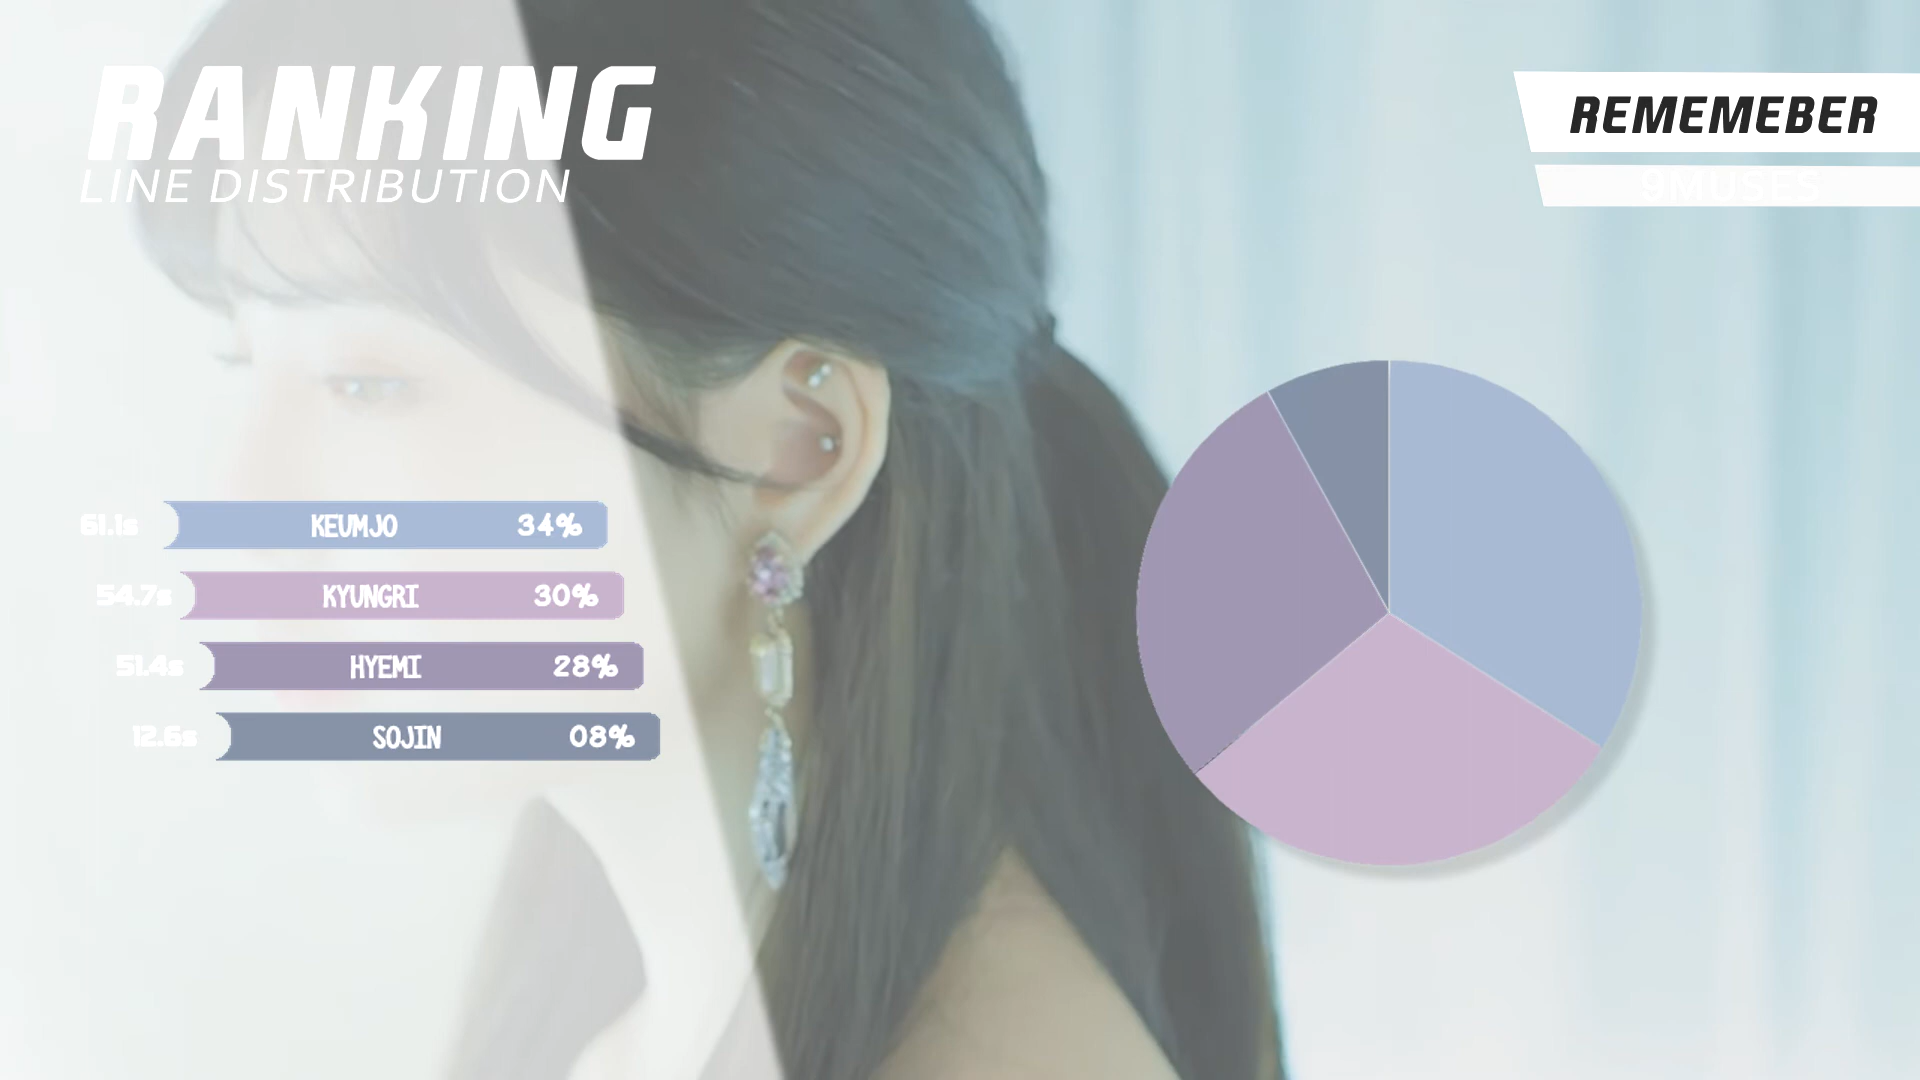 RANKING
LINE DISTRIBUTION
REMEMEBER
9MUSES
61.1s KEUMJO 34%
54.7s KYUNGRI 30%
51.4s HYEMI 28%
12.6s SOJIN 08%